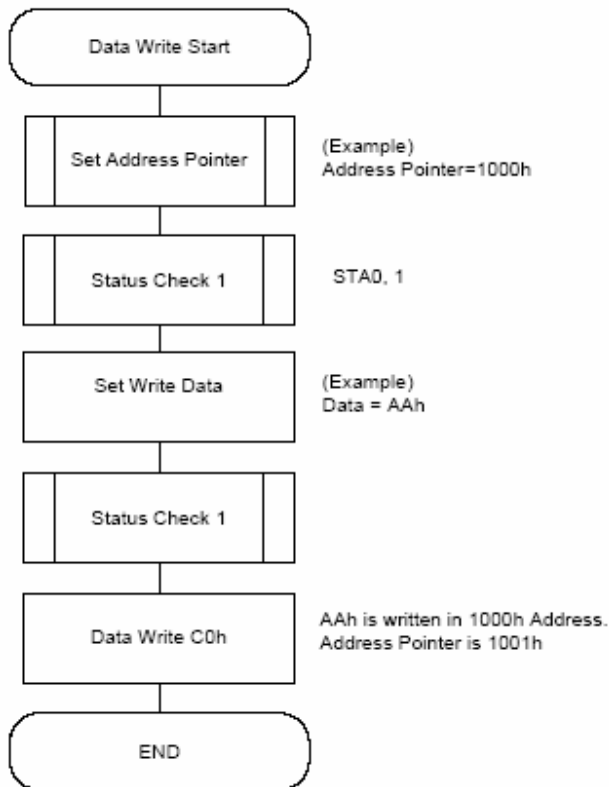 Data Write Start
Set Address Pointer
(Example)
Address Pointer=1000h
Status Check 1
STA0, 1
Set Write Data
(Example)
Data = AAh
Status Check 1
Data Write C0h
AAh is written in 1000h Address.
Address Pointer is 1001h
END